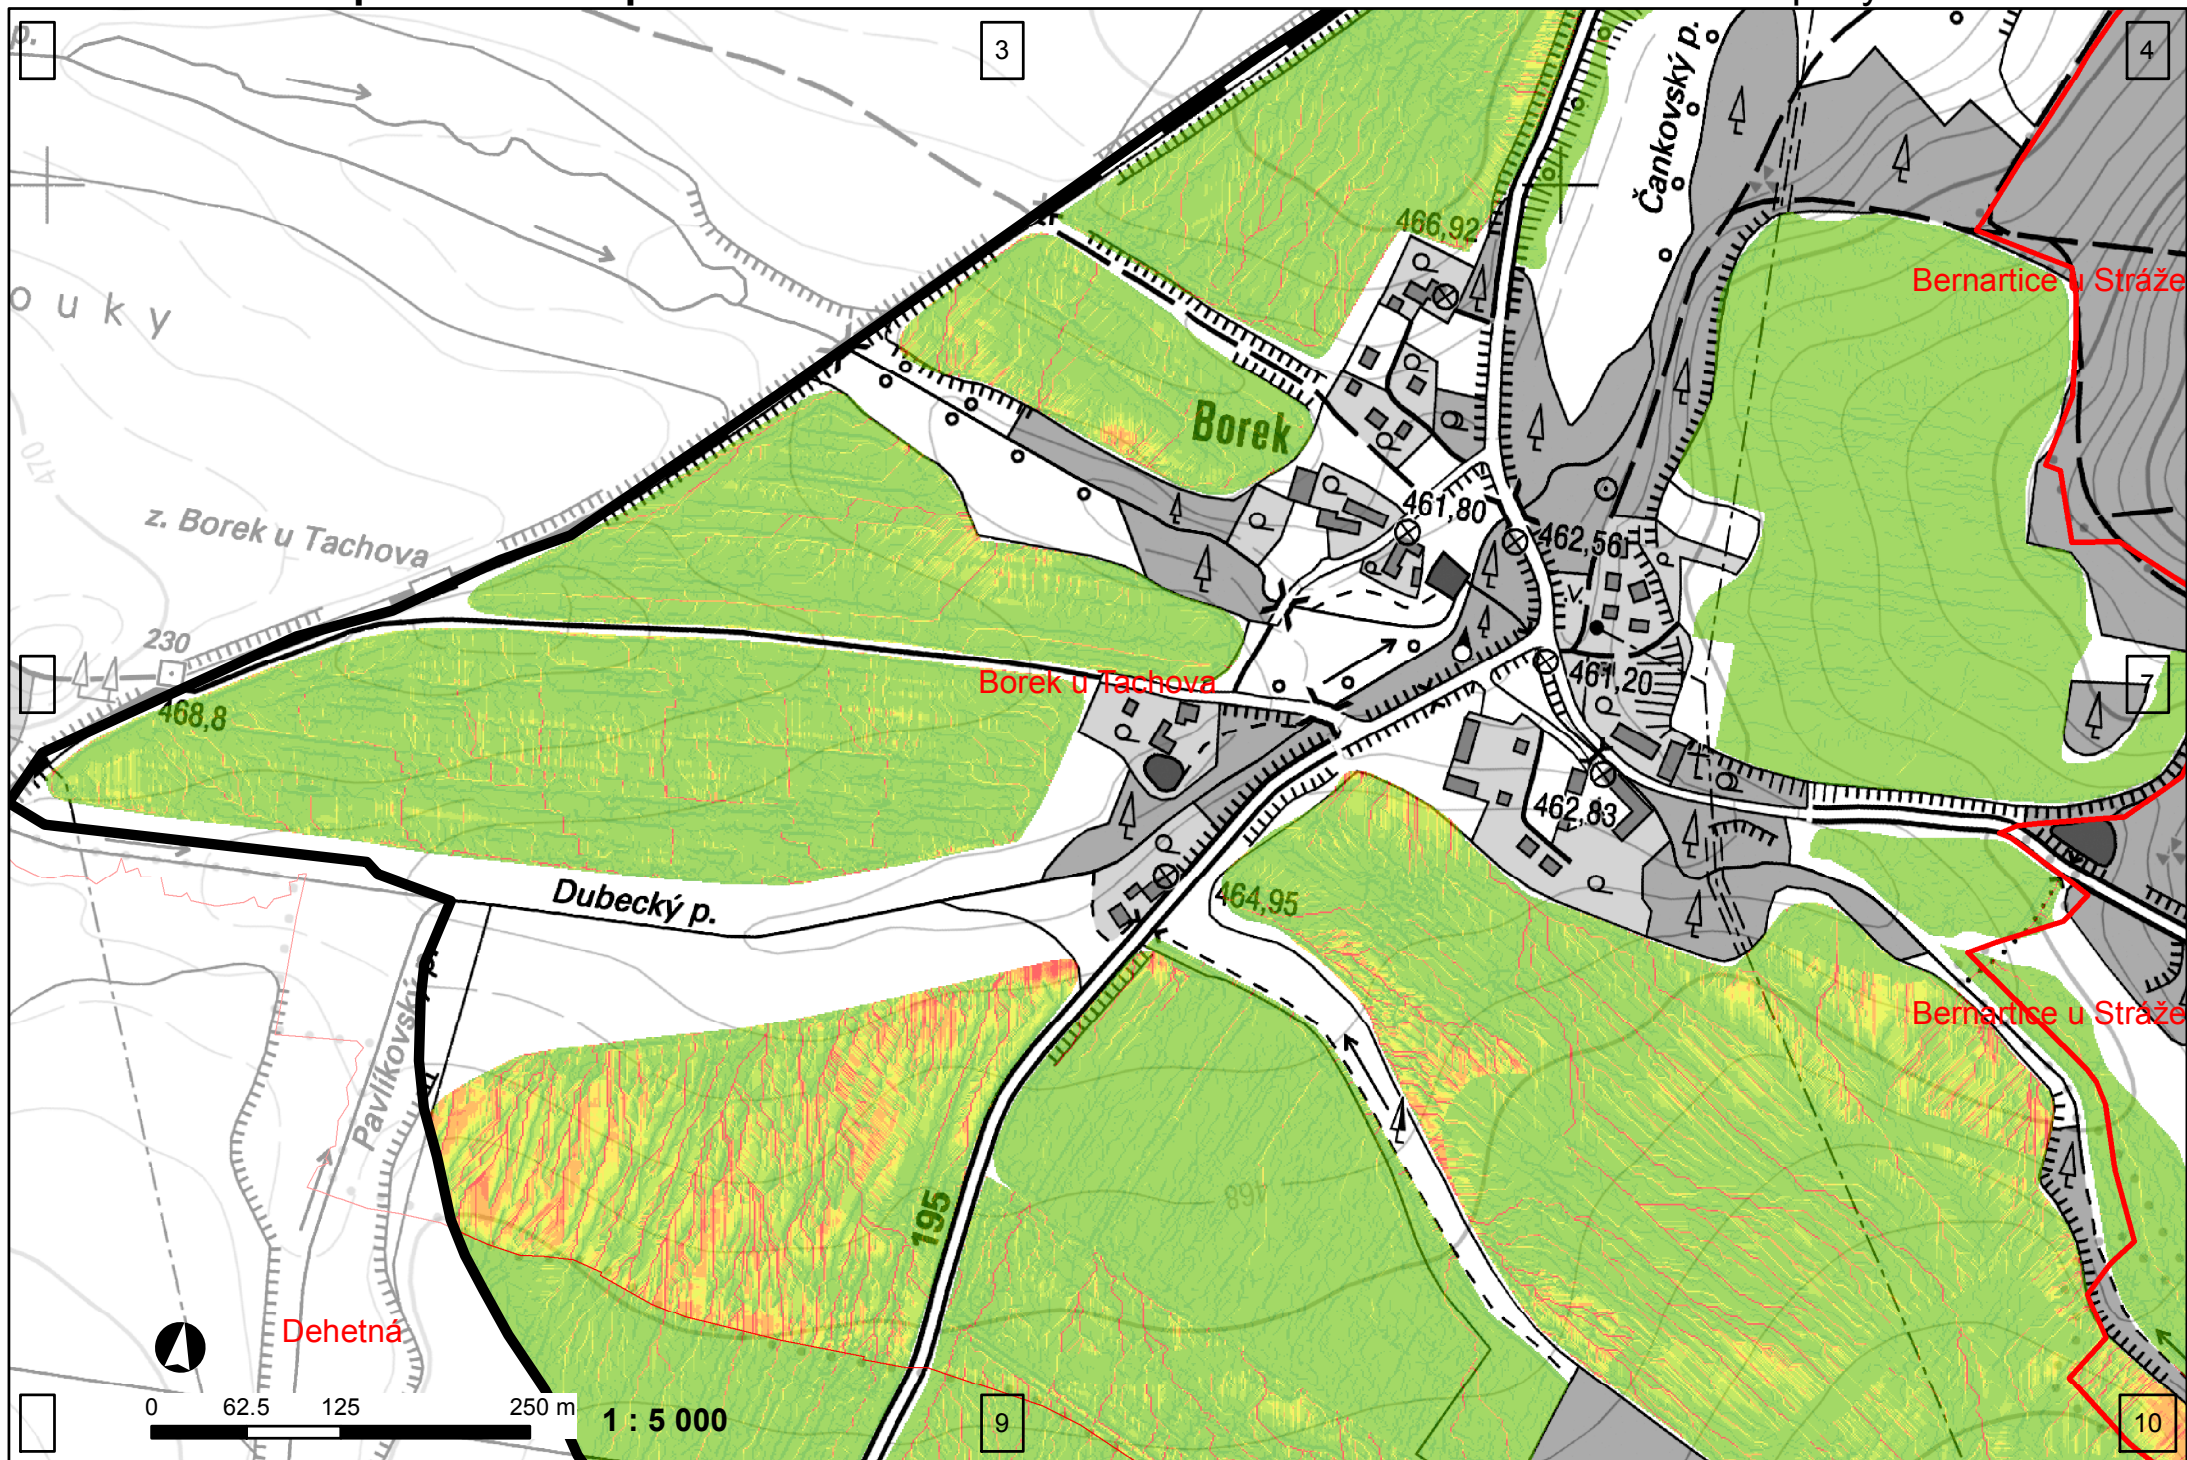 p.
3
4
Čankovský p.
466,92
Bernartice u Stráže
o u k y
Borek
470
z. Borek u Tachova
461,80
462,56
230
Borek u Tachova
461,20
7
468,8
462,83
Dubecký p.
464,95
Pavlíkovský p.
Bernartice u Stráže
468
195
Dehetná
0 62.5 125 250 m
1 : 5 000
9
10